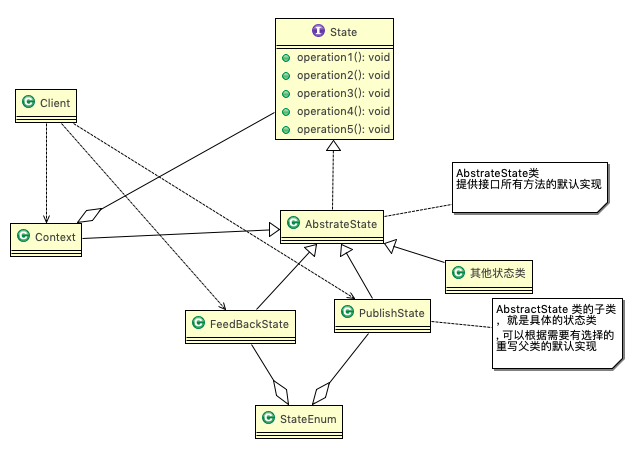 State
operation1(): void
operation2(): void
operation3(): void
operation4(): void
operation5(): void
Client
AbstrateState类
提供接口所有方法的默认实现
AbstrateState
Context
其他状态类
FeedBackState
PublishState
AbstractState 类的子类
，就是具体的状态类
, 可以根据需要有选择的
重写父类的默认实现
StateEnum